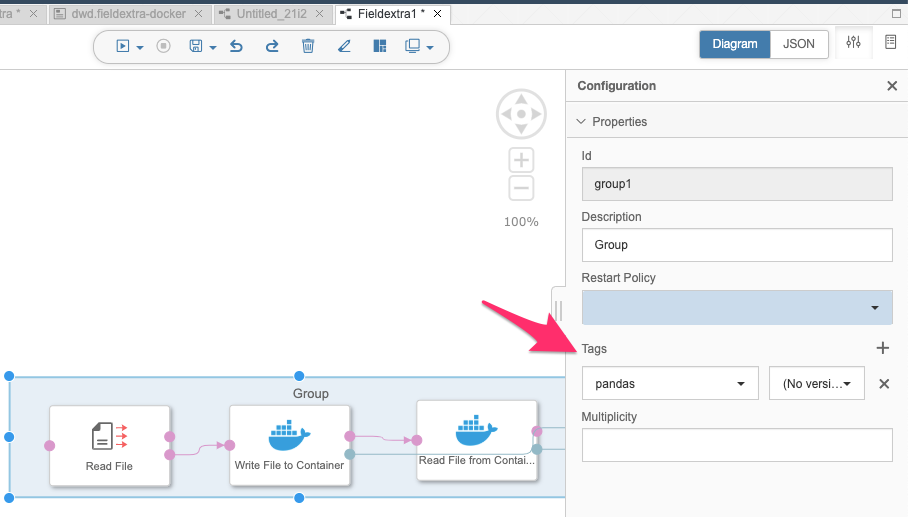 tra *
dwd.fieldextra-docker
Untitled_21i2
Fieldextra1 *
Diagram
JSON
Configuration
Properties
Id
group1
Description
Group
100%
Restart Policy
Tags
pandas
(No versi...
Multiplicity
Group
Read File
Write File to Container
Read File from Contai...